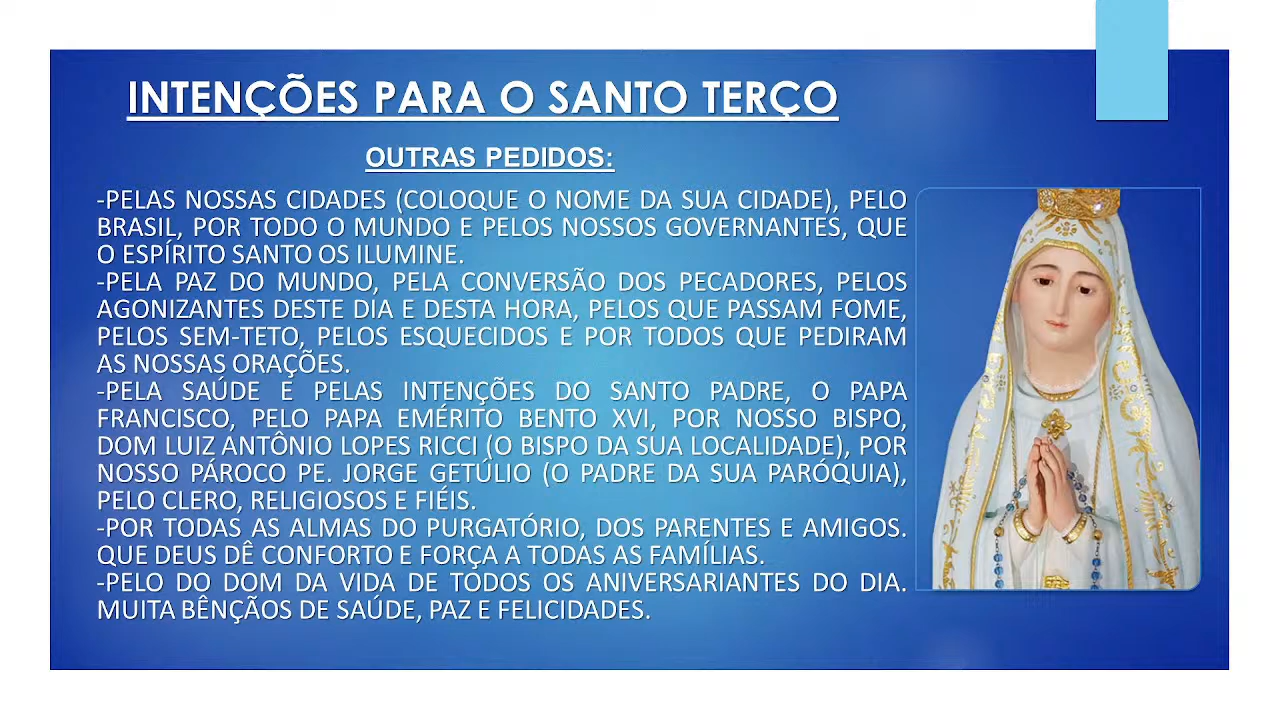 INTENÇÕES PARA O SANTO TERÇO
OUTRAS PEDIDOS:
-PELAS NOSSAS CIDADES (COLOQUE O NOME DA SUA CIDADE), PELO
BRASIL, POR TODO O MUNDO E PELOS NOSSOS GOVERNANTES, QUE
O ESPÍRITO SANTO OS ILUMINE.
-PELA PAZ DO MUNDO, PELA CONVERSÃO DOS PECADORES, PELOS
AGONIZANTES DESTE DIA E DESTA HORA, PELOS QUE PASSAM FOME,
PELOS SEM-TETO, PELOS ESQUECIDOS E POR TODOS QUE PEDIRAM
AS NOSSAS ORAÇÕES.
-PELA SAÚDE E PELAS INTENÇÕES DO SANTO PADRE, O PAPA
FRANCISCO, PELO PAPA EMÉRITO BENTO XVI, POR NOSSO BISPO,
DOM LUIZ ANTÔNIO LOPES RICCI (O BISPO DA SUA LOCALIDADE), POR
NOSSO PÁROCO PE. JORGE GETÚLIO (O PADRE DA SUA PARÓQUIA),
PELO CLERO, RELIGIOSOS E FIÉIS.
-POR TODAS AS ALMAS DO PURGATÓRIO, DOS PARENTES E AMIGOS.
QUE DEUS DÊ CONFORTO E FORÇA A TODAS AS FAMÍLIAS.
-PELO DO DOM DA VIDA DE TODOS OS ANIVERSARIANTES DO DIA.
MUITA BÊNÇÃOS DE SAÚDE, PAZ E FELICIDADES.